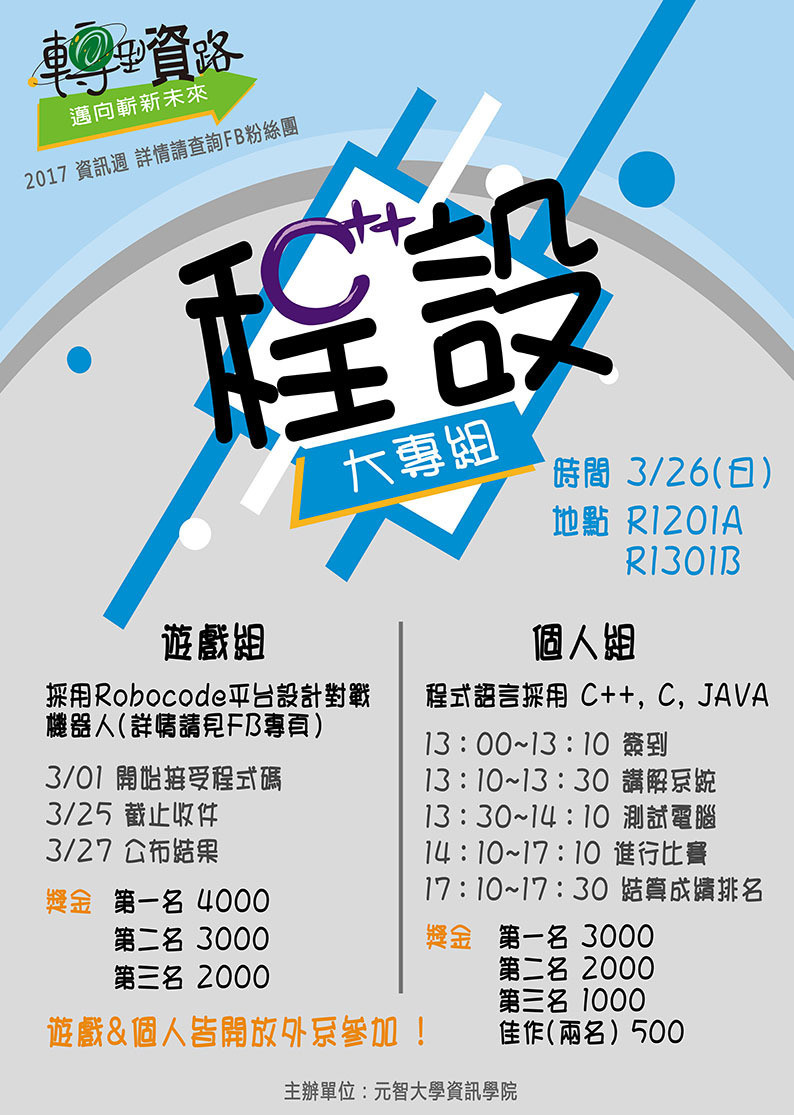 轉型資路
邁向嶄新未來
2017 資訊週 詳情請查詢FB粉絲團
C++
程設
大專組
時間 3/26(日)
地點 R1201A
R1301B
遊戲組
採用Robocode平台設計對戰
機器人(詳情請見FB專頁)
3/01 開始接受程式碼
3/25 截止收件
3/27 公布結果
獎金 第一名 4000
第二名 3000
第三名 2000
個人組
程式語言採用 C++, C, JAVA
13：00~13：10 簽到
13：10~13：30 講解系統
13：30~14：10 測試電腦
14：10~17：10 進行比賽
17：10~17：30 結算成績排名
獎金 第一名 3000
第二名 2000
第三名 1000
佳作(兩名) 500
遊戲&個人皆開放外系參加 !
主辦單位：元智大學資訊學院